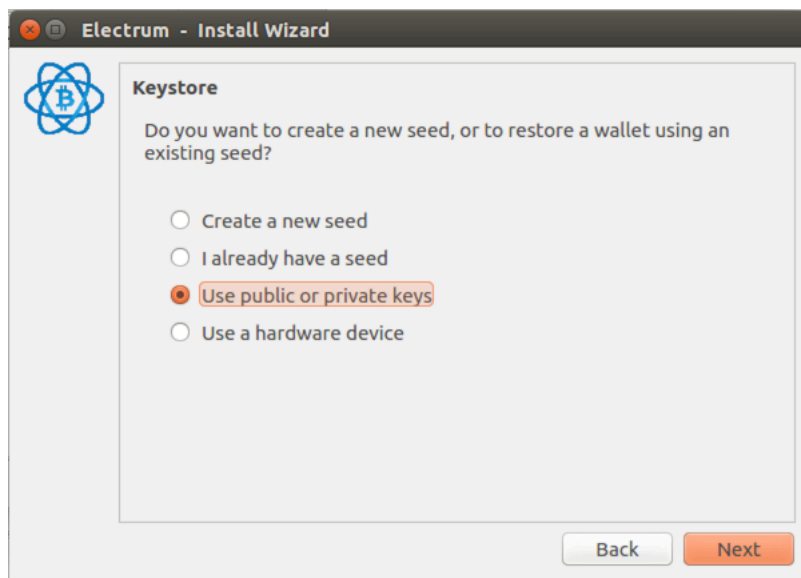 Electrum - Install Wizard
Keystore
Do you want to create a new seed, or to restore a wallet using an
existing seed?
Create a new seed
I already have a seed
Use public or private keys
Use a hardware device
Back
Next